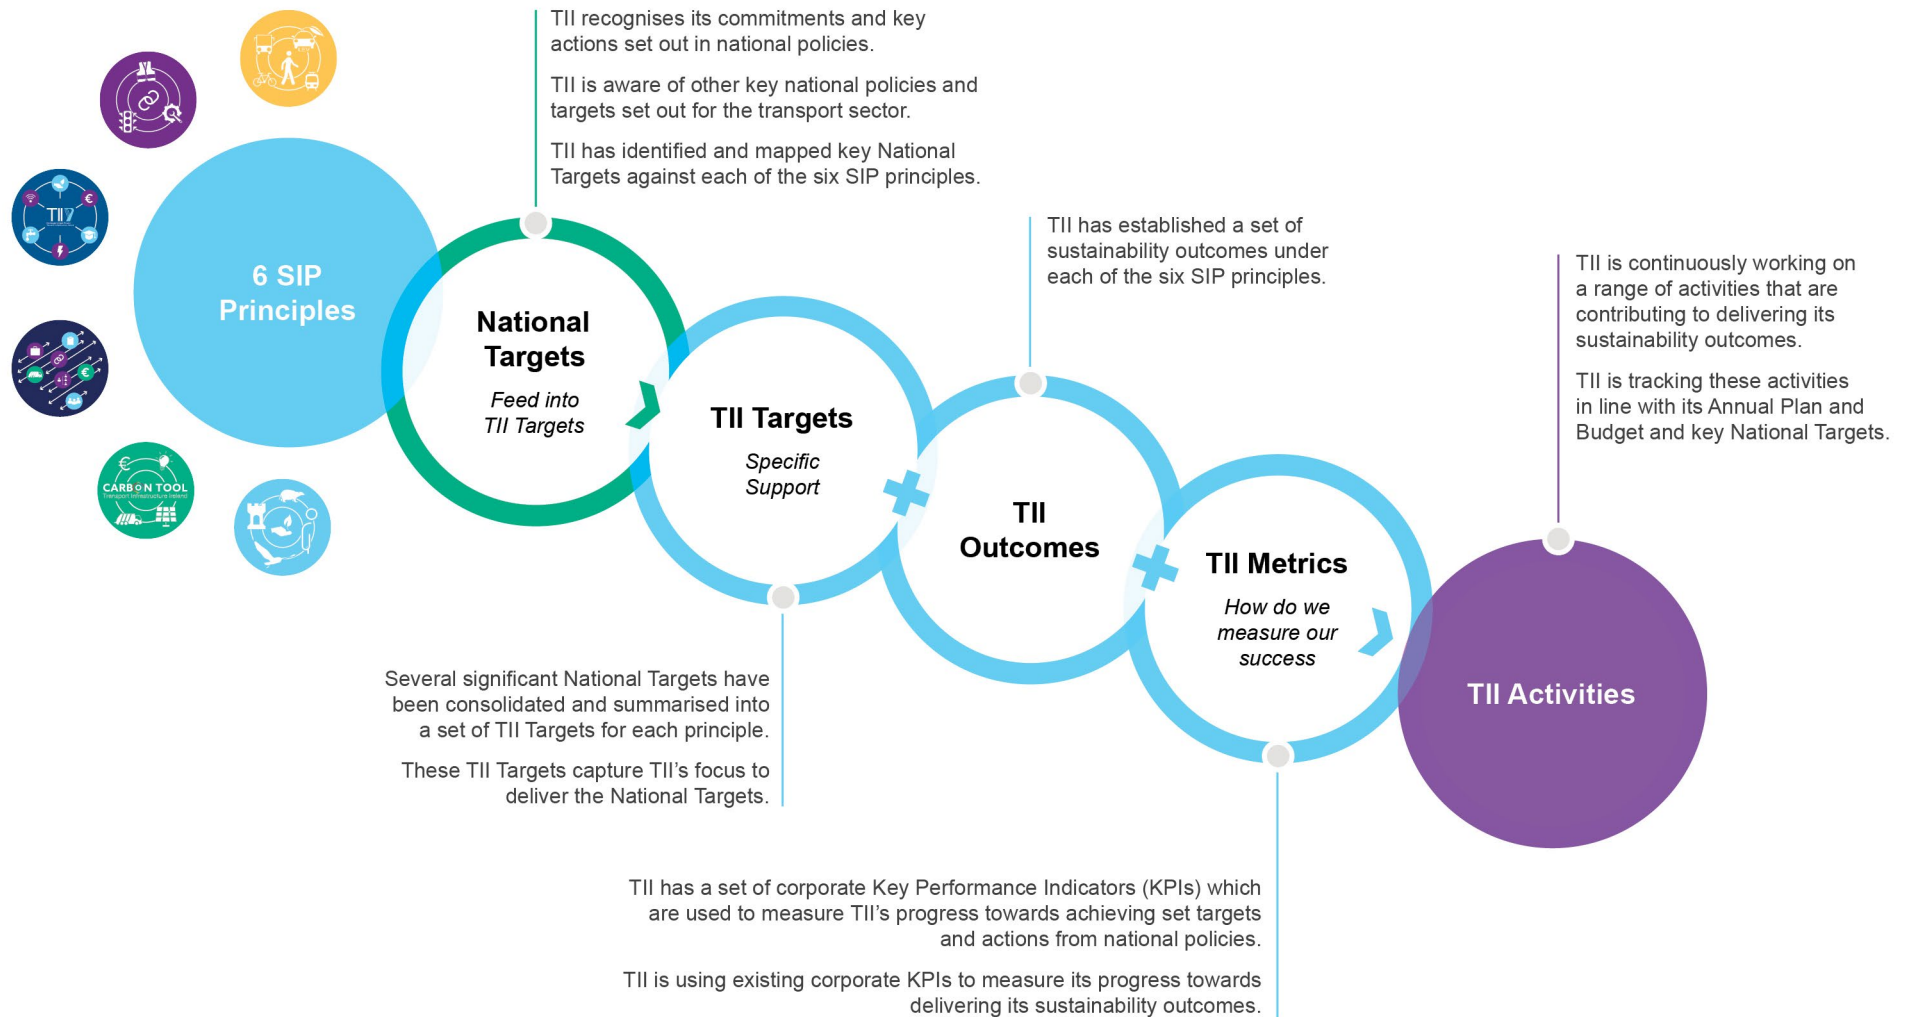 TII recognises its commitments and key
actions set out in national policies.
TII is aware of other key national policies and
targets set out for the transport sector.
TII has identified and mapped key National
Targets against each of the six SIP principles.
TII
€
€
€
CARBON TOOL
Transport Infrastructure Ireland
6 SIP
Principles
National
Targets
Feed into
TII Targets
TII Targets
Specific
Support
Several significant National Targets have
been consolidated and summarised into
a set of TII Targets for each principle.
These TII Targets capture TII’s focus to
deliver the National Targets.
TII has established a set of
sustainability outcomes under
each of the six SIP principles.
TII
Outcomes
TII Metrics
How do we
measure our
success
TII has a set of corporate Key Performance Indicators (KPIs) which
are used to measure TII’s progress towards achieving set targets
and actions from national policies.
TII is using existing corporate KPIs to measure its progress towards
delivering its sustainability outcomes.
TII is continuously working on
a range of activities that are
contributing to delivering its
sustainability outcomes.
TII is tracking these activities
in line with its Annual Plan and
Budget and key National Targets.
TII Activities